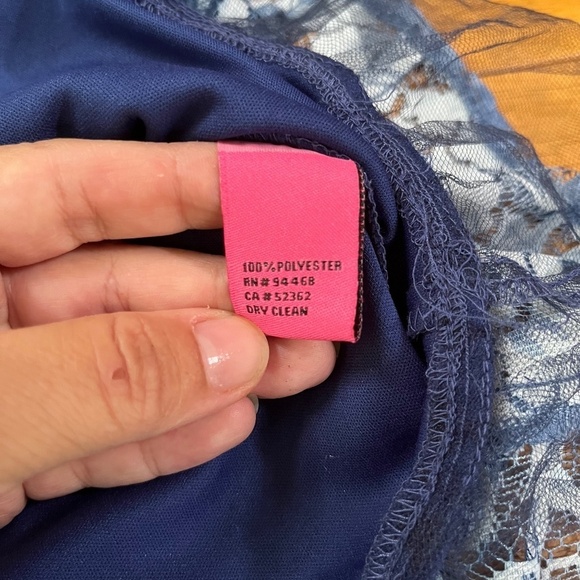 100% POLYESTER
RN# 94468
CA # 52362
DRY CLEAN